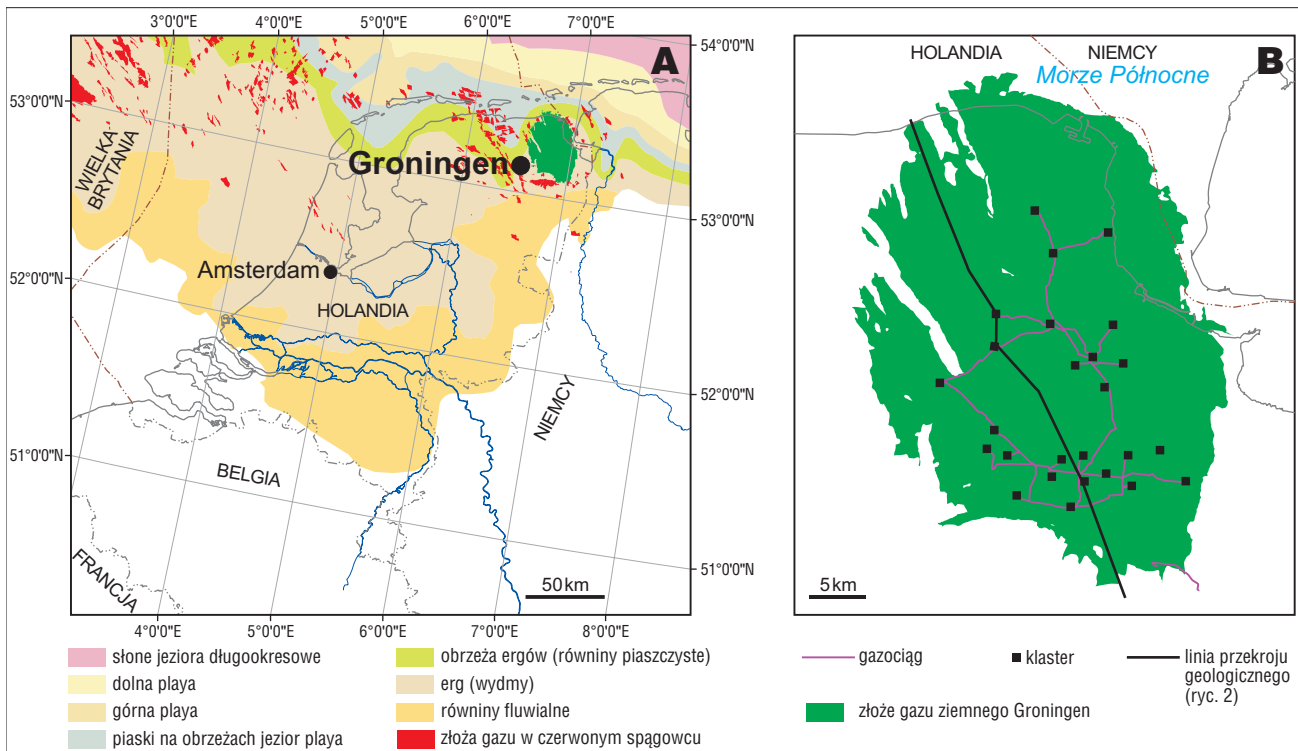 3°0'0"E
4°0'0"E
5°0'0"E
6°0'0"E
7°0'0"E
A
54°0'0"N
53°0'0"N
WIELKA
BRYTANIA
Groningen
53°0'0"N
52°0'0"N
Amsterdam
HOLANDIA
NIEMCY
52°0'0"N
51°0'0"N
BELGIA
FRANCJA
50 km
51°0'0"N
4°0'0"E
5°0'0"E
6°0'0"E
7°0'0"E
8°0'0"E
słone jeziora długookresowe
dolna playa
górna playa
piaski na obrzeżach jezior playa
obrzeża ergów (równiny piaszczyste)
erg (wydmy)
równiny fluwialne
złoża gazu w czerwonym spągowcu
HOLANDIA
NIEMCY
B
Morze Północne
5 km
gazociąg
klaster
linia przekroju
geologicznego
(ryc. 2)
złoże gazu ziemnego Groningen